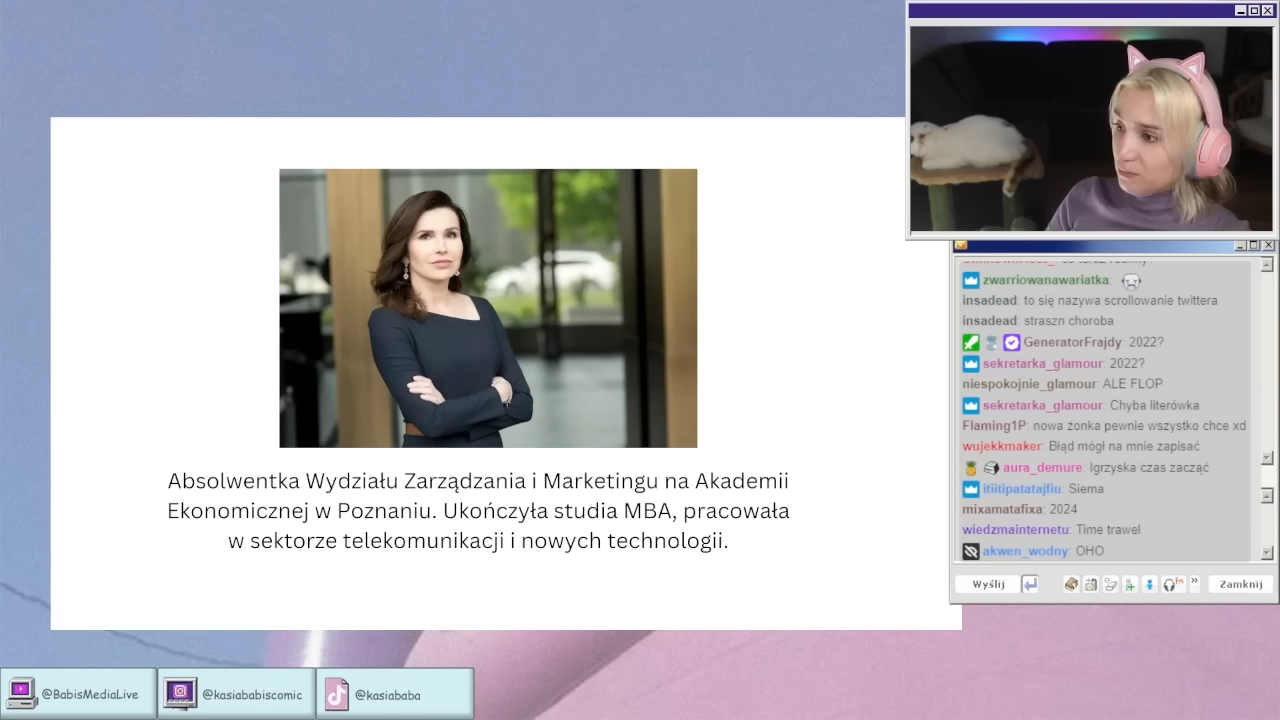 Absolwentka Wydziału Zarządzania i Marketingu na Akademii
Ekonomicznej w Poznaniu. Ukończyła studia MBA, pracowała
w sektorze telekomunikacji i nowych technologii.
zwarriowanawariatka:
insadead: to się nazywa scrollowanie twittera
insadead: straszn choroba
GeneratorFrajdy: 2022?
sekretarka_glamour: 2022?
niespokojnie_glamour: ALE FLOP
sekretarka_glamour: Chyba literówka
Flaming1P: nowa żonka pewnie wszystko chce xd
wujekkmaker: Błąd mógł na mnie zapisać
aura_demure: Igrzyska czas zacząć
itiitipatatajfiu: Siema
mixamatafixa: 2024
wiedzmainternetu: Time trawel
akwen_wodny: OHO
Wyślij
fn
Zamknij
@BabisMediaLive
@kasiababiscomic
@kasiababa